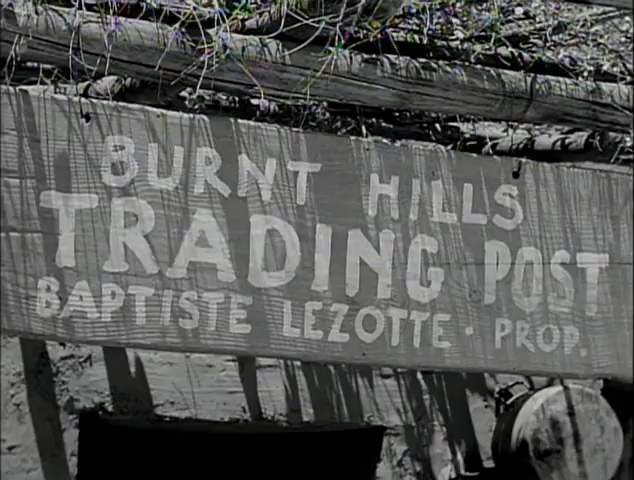 BURNT HILLS
TRADING POST
BAPTISTE LEZOTTE · PROP.